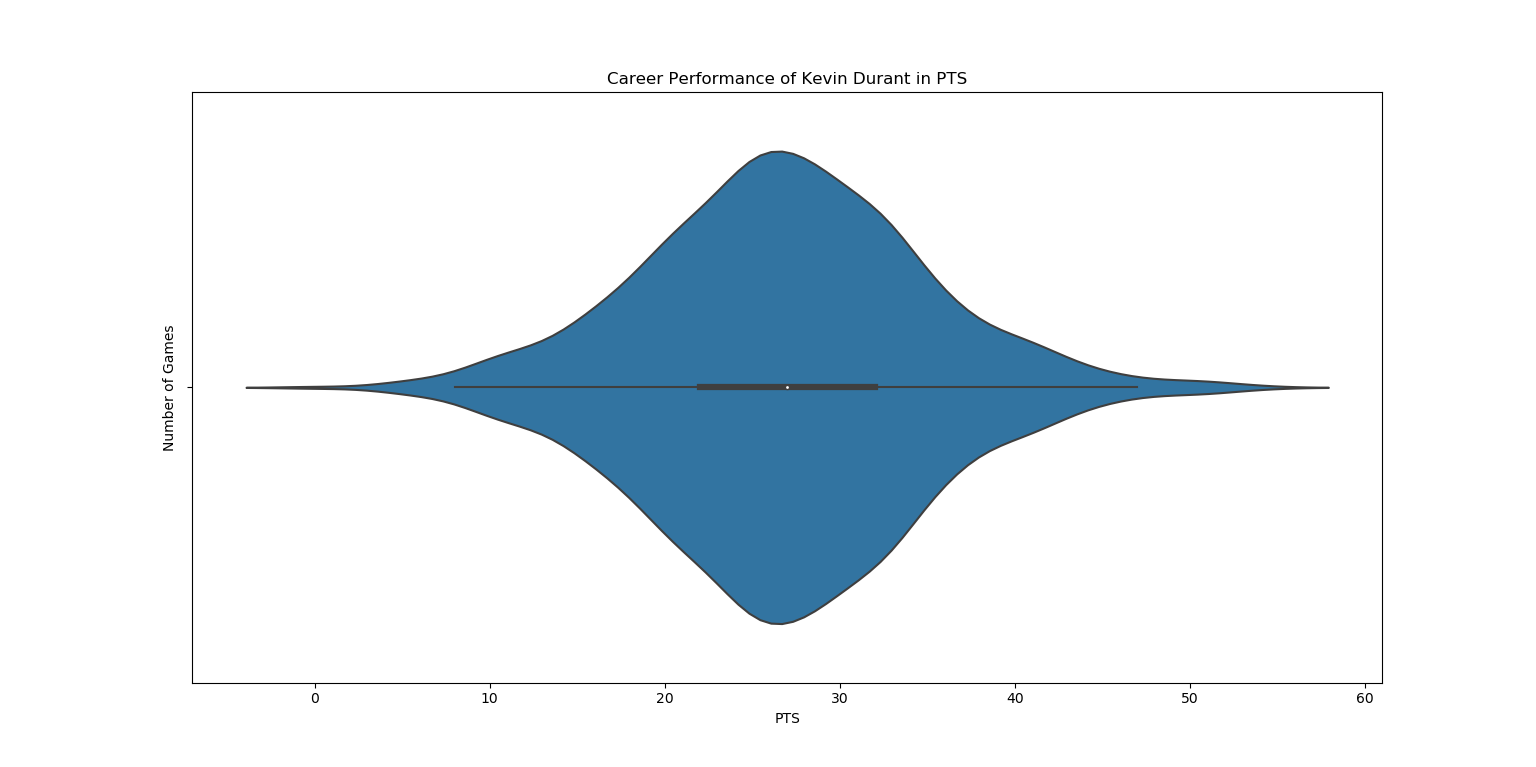 Career Performance of Kevin Durant in PTS
Number of Games
0 10 20 30 40 50 60
PTS